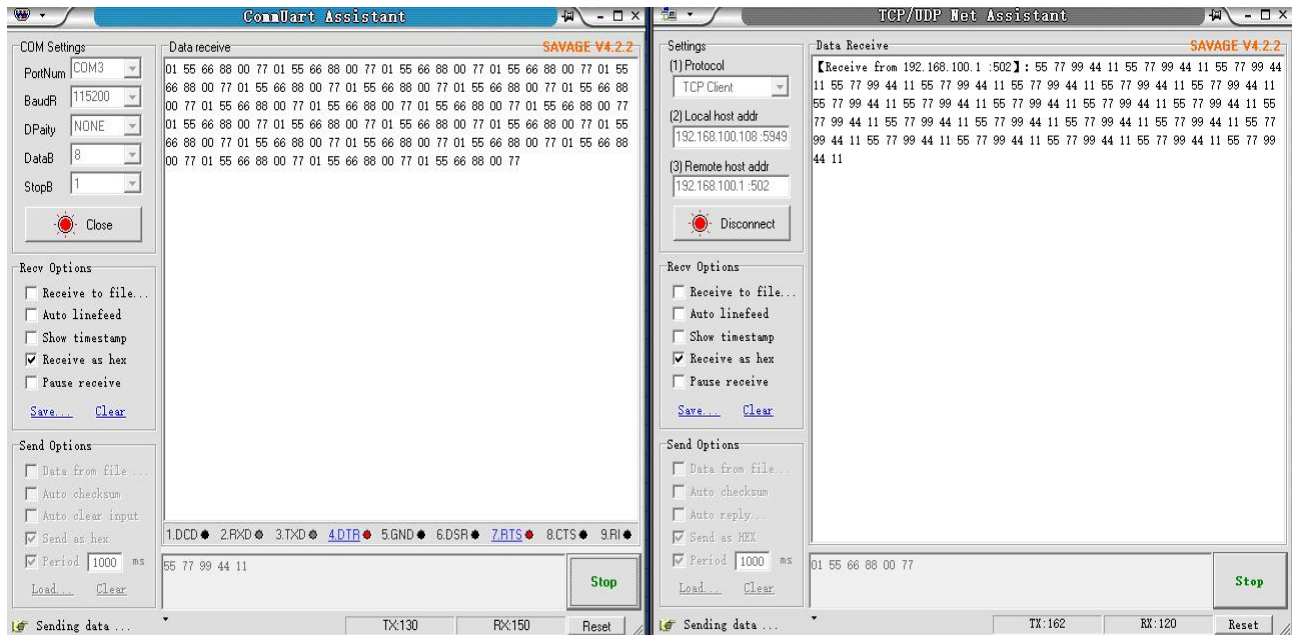 CommUart Assistant
COM Settings
PortNum COM3
BaudR 115200
DPaity NONE
DataB 8
StopB 1
Close
Recv Options
Receive to file...
Auto linefeed
Show timestamp
Receive as hex
Pause receive
Save... Clear
Send Options
Data from file ...
Auto checksum
Auto clear input
Send as hex
Period 1000 ms
Load... Clear
Data receive SAVAGE V4.2.2
01 55 66 88 00 77 01 55 66 88 00 77 01 55 66 88 00 77 01 55 66 88 00 77 01 55
66 88 00 77 01 55 66 88 00 77 01 55 66 88 00 77 01 55 66 88 00 77 01 55 66 88
00 77 01 55 66 88 00 77 01 55 66 88 00 77 01 55 66 88 00 77 01 55 66 88 00 77
01 55 66 88 00 77 01 55 66 88 00 77 01 55 66 88 00 77 01 55 66 88 00 77 01 55
66 88 00 77 01 55 66 88 00 77 01 55 66 88 00 77 01 55 66 88 00 77 01 55 66 88
00 77 01 55 66 88 00 77 01 55 66 88 00 77 01 55 66 88 00 77
1.DCD 2.RXD 3.TXD 4.DTR 5.GND 6.DSR 7.RTS 8.CTS 9.RI
55 77 99 44 11
Stop
Sending data ... TX:130 RX:150 Reset
TCP/UDP Net Assistant
Settings
(1) Protocol
TCP Client
(2) Local host addr
192.168.100.108 :5949
(3) Remote host addr
192.168.100.1 :502
Disconnect
Recv Options
Receive to file...
Auto linefeed
Show timestamp
Receive as hex
Pause receive
Save... Clear
Send Options
Data from file...
Auto checksum
Auto reply...
Send as HEX
Period 1000 ms
Load... Clear
Data Receive SAVAGE V4.2.2
【Receive from 192.168.100.1 :502】: 55 77 99 44 11 55 77 99 44 11 55 77 99 44
11 55 77 99 44 11 55 77 99 44 11 55 77 99 44 11 55 77 99 44 11 55 77 99 44 11
55 77 99 44 11 55 77 99 44 11 55 77 99 44 11 55 77 99 44 11 55 77 99 44 11 55
77 99 44 11 55 77 99 44 11 55 77 99 44 11 55 77 99 44 11 55 77 99 44 11 55 77
99 44 11 55 77 99 44 11 55 77 99 44 11 55 77 99 44 11 55 77 99 44 11 55 77 99
44 11
01 55 66 88 00 77
Stop
Sending data ... TX:162 RX:120 Reset